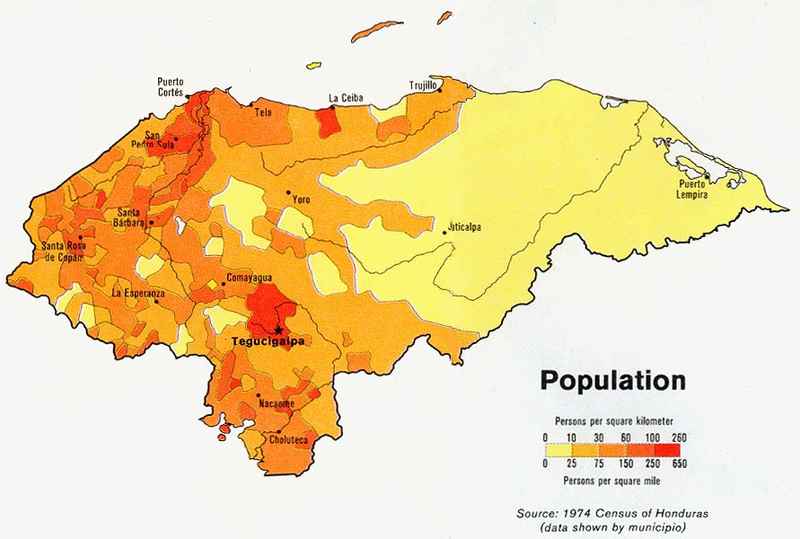 Puerto
Cortés
La Ceiba
Trujillo
Tela
San
Pedro Sula
Puerto
Lempira
Yoro
Santa
Bárbara
Juticalpa
Santa Rosa
de Copán
Comayagua
La Esperanza
Tegucigalpa
Nacaome
Choluteca
Population
Persons per square kilometer
0 10 30 60 100 260
0 25 75 150 250 650
Persons per square mile
Source: 1974 Census of Honduras
(data shown by municipio)